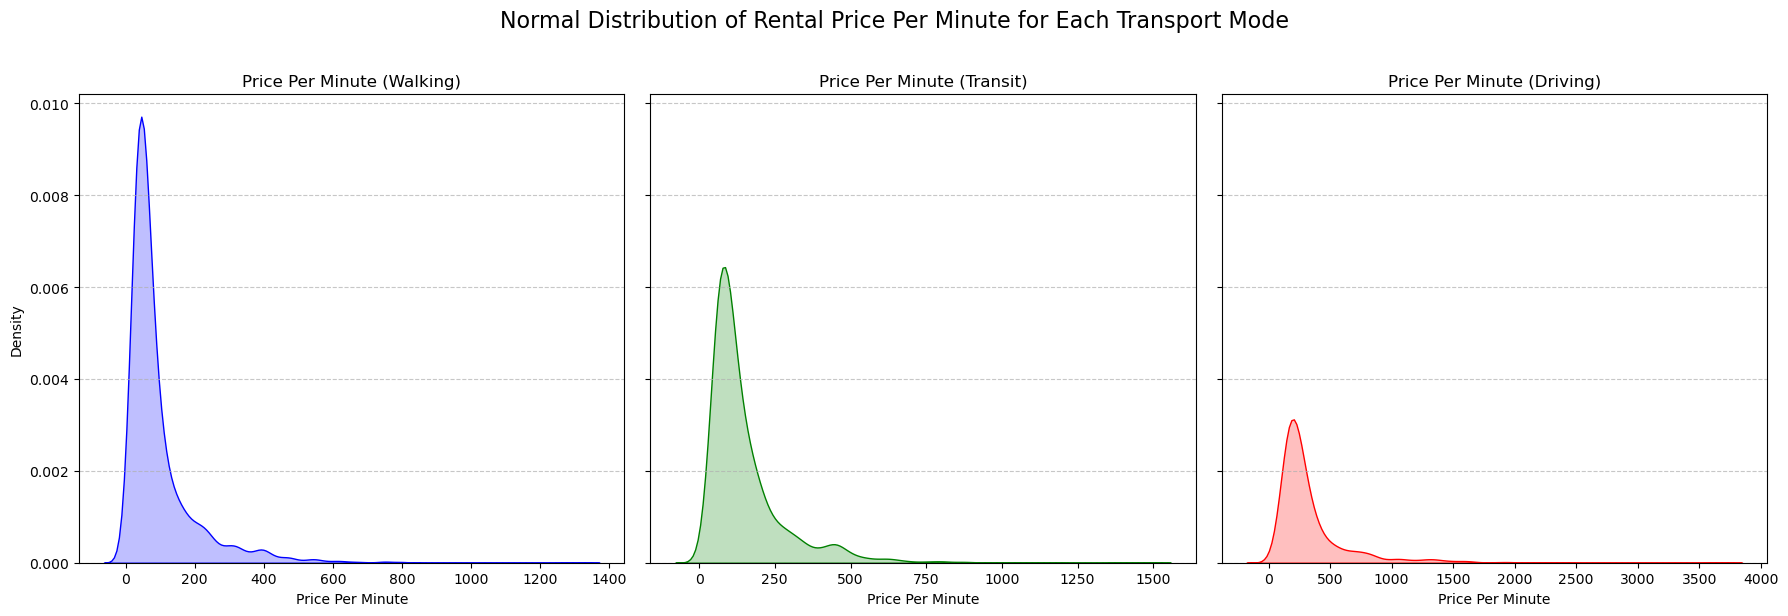 Normal Distribution of Rental Price Per Minute for Each Transport Mode
Price Per Minute (Walking)
Price Per Minute (Transit)
Price Per Minute (Driving)
0.010
0.008
0.006
0.004
0.002
0.000
Density
0 200 400 600 800 1000 1200 1400
Price Per Minute
0 250 500 750 1000 1250 1500
Price Per Minute
0 500 1000 1500 2000 2500 3000 3500 4000
Price Per Minute